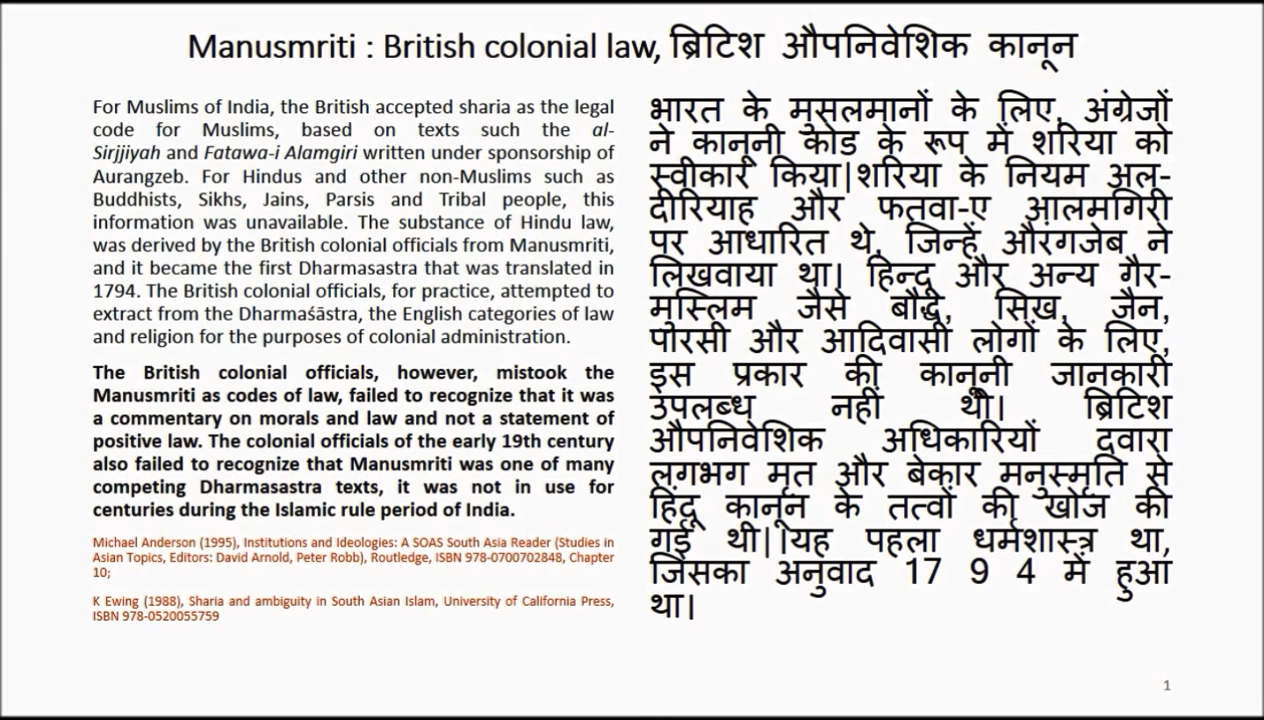 Manusmriti : British colonial law, ब्रिटिश औपनिवेशिक कानून
For Muslims of India, the British accepted sharia as the legal
code for Muslims, based on texts such the al-
Sirjjiyah and Fatawa-i Alamgiri written under sponsorship of
Aurangzeb. For Hindus and other non-Muslims such as
Buddhists, Sikhs, Jains, Parsis and Tribal people, this
information was unavailable. The substance of Hindu law,
was derived by the British colonial officials from Manusmriti,
and it became the first Dharmasastra that was translated in
1794. The British colonial officials, for practice, attempted to
extract from the Dharmaśāstra, the English categories of law
and religion for the purposes of colonial administration.
The British colonial officials, however, mistook the
Manusmriti as codes of law, failed to recognize that it was
a commentary on morals and law and not a statement of
positive law. The colonial officials of the early 19th century
also failed to recognize that Manusmriti was one of many
competing Dharmasastra texts, it was not in use for
centuries during the Islamic rule period of India.
Michael Anderson (1995), Institutions and Ideologies: A SOAS South Asia Reader (Studies in
Asian Topics, Editors: David Arnold, Peter Robb), Routledge, ISBN 978-0700702848, Chapter
10;
K Ewing (1988), Sharia and ambiguity in South Asian Islam, University of California Press,
ISBN 978-0520055759
भारत के मुसलमानों के लिए, अंग्रेजों
ने कानूनी कोड के रूप में शरिया को
स्वीकार किया|शरिया के नियम अल-
दीरियाह और फतवा-ए आलमगिरी
पर आधारित थे, जिन्हें औरंगजेब ने
लिखवाया था| हिन्दू और अन्य गैर-
मुस्लिम जैसे बौद्ध, सिख, जैन,
पारसी और आदिवासी लोगों के लिए,
इस प्रकार की कानूनी जानकारी
उपलब्ध नहीं थी| ब्रिटिश
औपनिवेशिक अधिकारियों द्वारा
लगभग मृत और बेकार मनुस्मृति से
हिंदू कानून के तत्वों की खोज की
गई थी||यह पहला धर्मशास्त्र था,
जिसका अनुवाद 17 9 4 में हुआ
था|
1